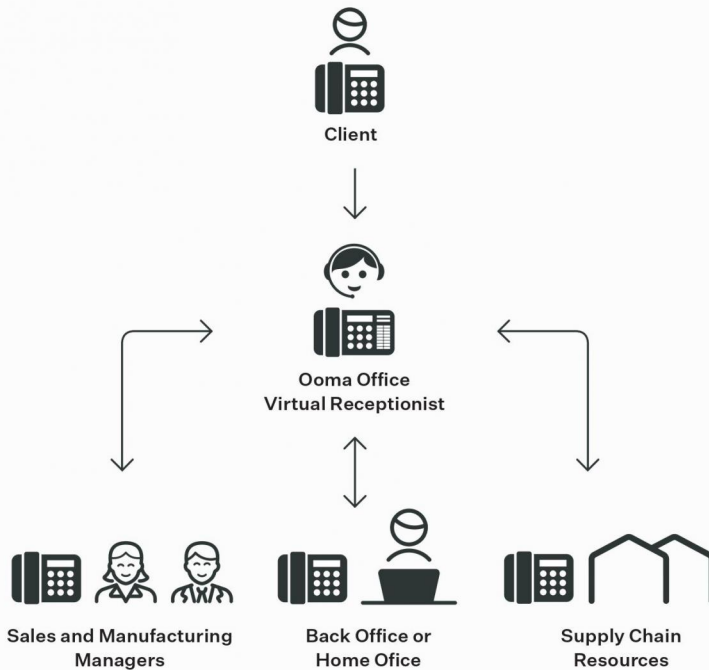 Client
Ooma Office
Virtual Receptionist
Sales and Manufacturing
Managers
Back Office or
Home Ofice
Supply Chain
Resources